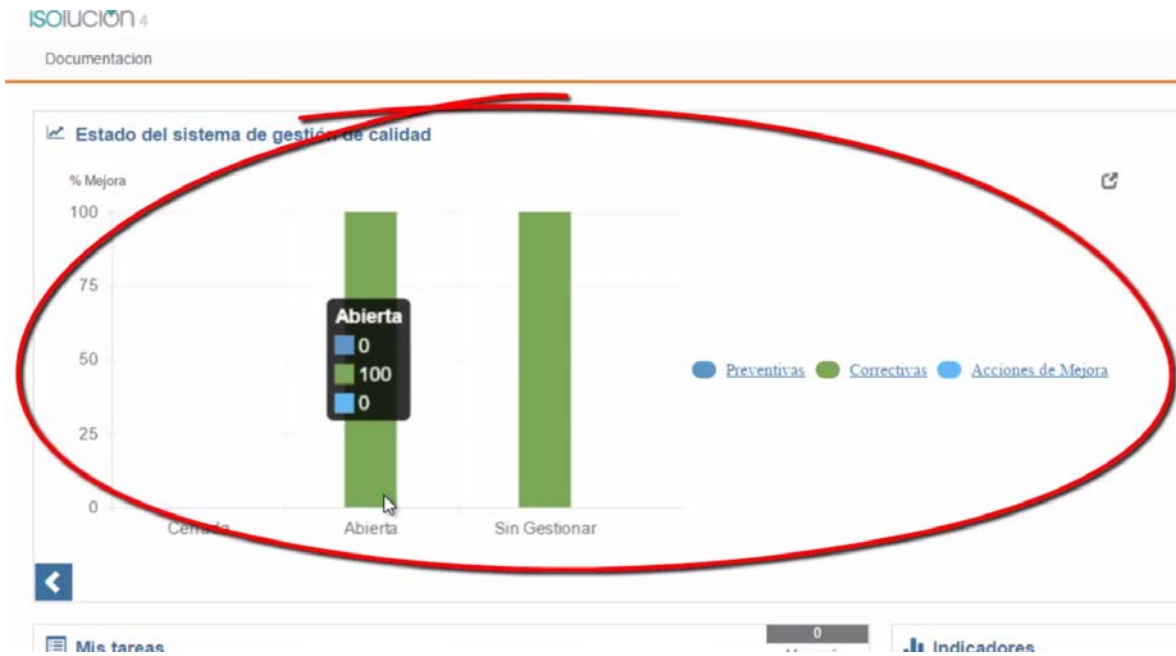 ISOlUCIÓN 4
Documentacion
Estado del sistema de gestión de calidad
% Mejora
100
75
50
25
0
Abierta
0
100
0
Preventivas Correctivas Acciones de Mejora
Cerrada Abierta Sin Gestionar
0
Mis tareas
Indicadores